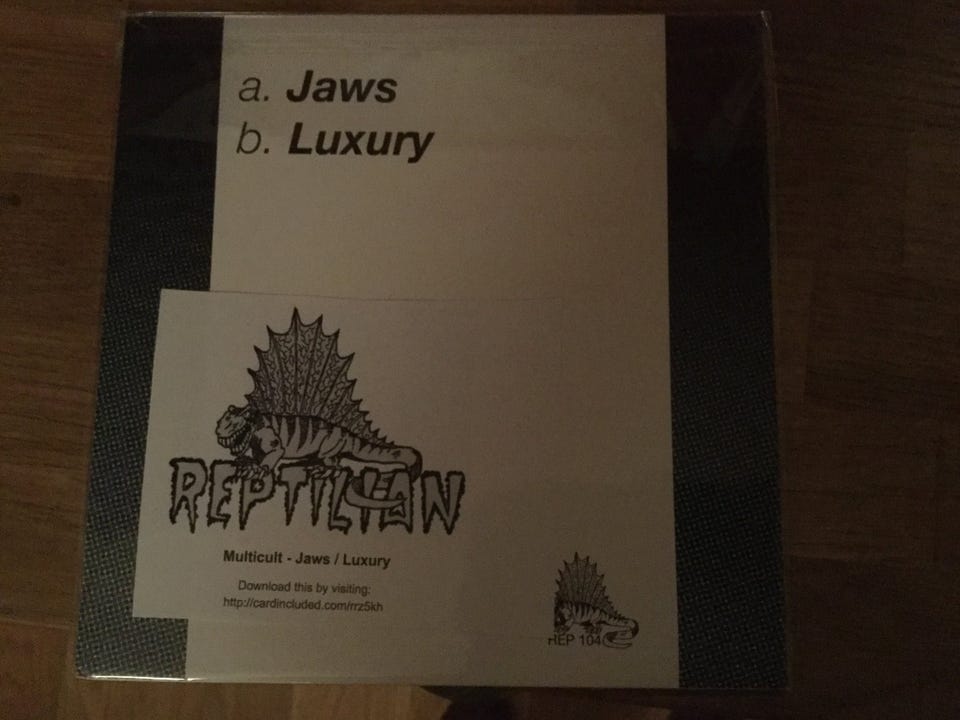 a. Jaws
b. Luxury
REPTILIAN
Multicult - Jaws / Luxury
Download this by visiting:
http://cardincluded.com/rrz5kh
REP 104